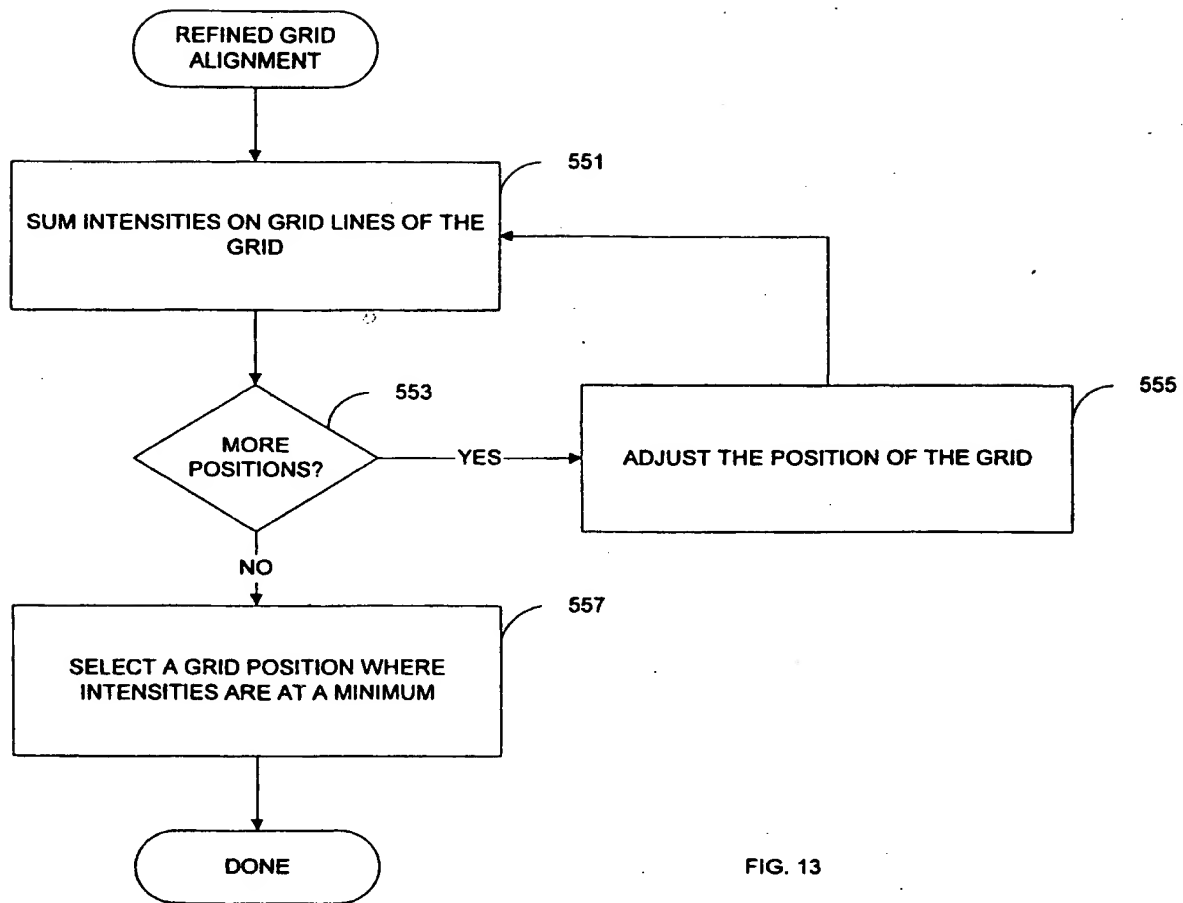 REFINED GRID
ALIGNMENT
551
SUM INTENSITIES ON GRID LINES OF THE
GRID
553
MORE
POSITIONS?
YES
555
ADJUST THE POSITION OF THE GRID
NO
557
SELECT A GRID POSITION WHERE
INTENSITIES ARE AT A MINIMUM
DONE
FIG. 13